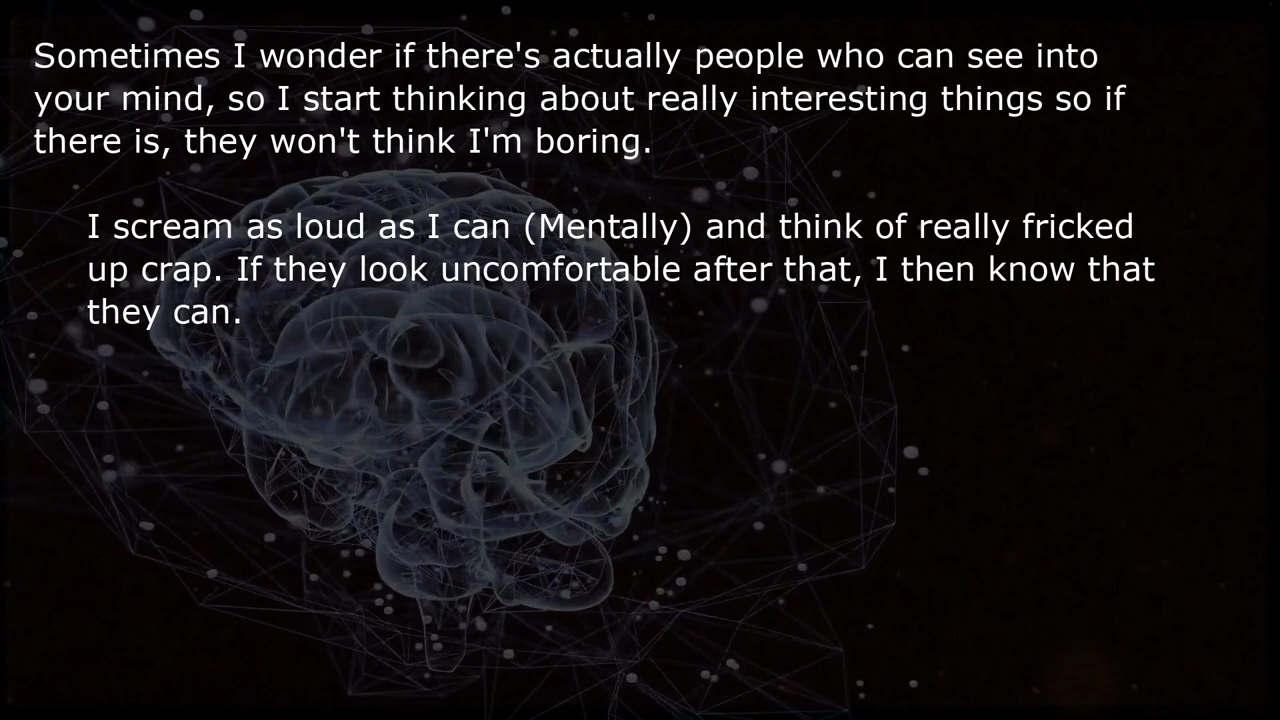 Sometimes I wonder if there's actually people who can see into
your mind, so I start thinking about really interesting things so if
there is, they won't think I'm boring.
I scream as loud as I can (Mentally) and think of really fricked
up crap. If they look uncomfortable after that, I then know that
they can.